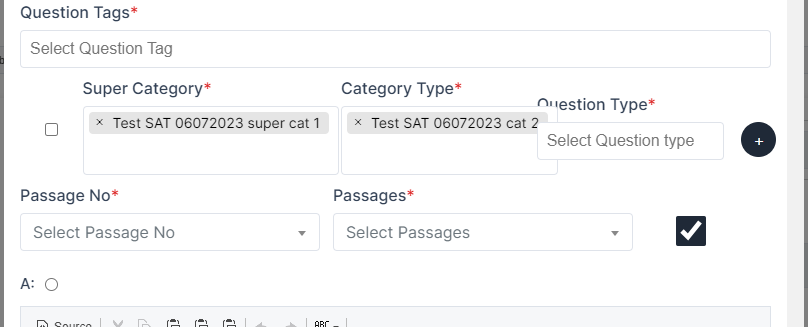 Question Tags*
Select Question Tag
Super Category* Category Type* Question Type*
× Test SAT 06072023 super cat 1 × Test SAT 06072023 cat 2 Select Question type +
Passage No* Passages*
Select Passage No Select Passages
A:
Source ABC